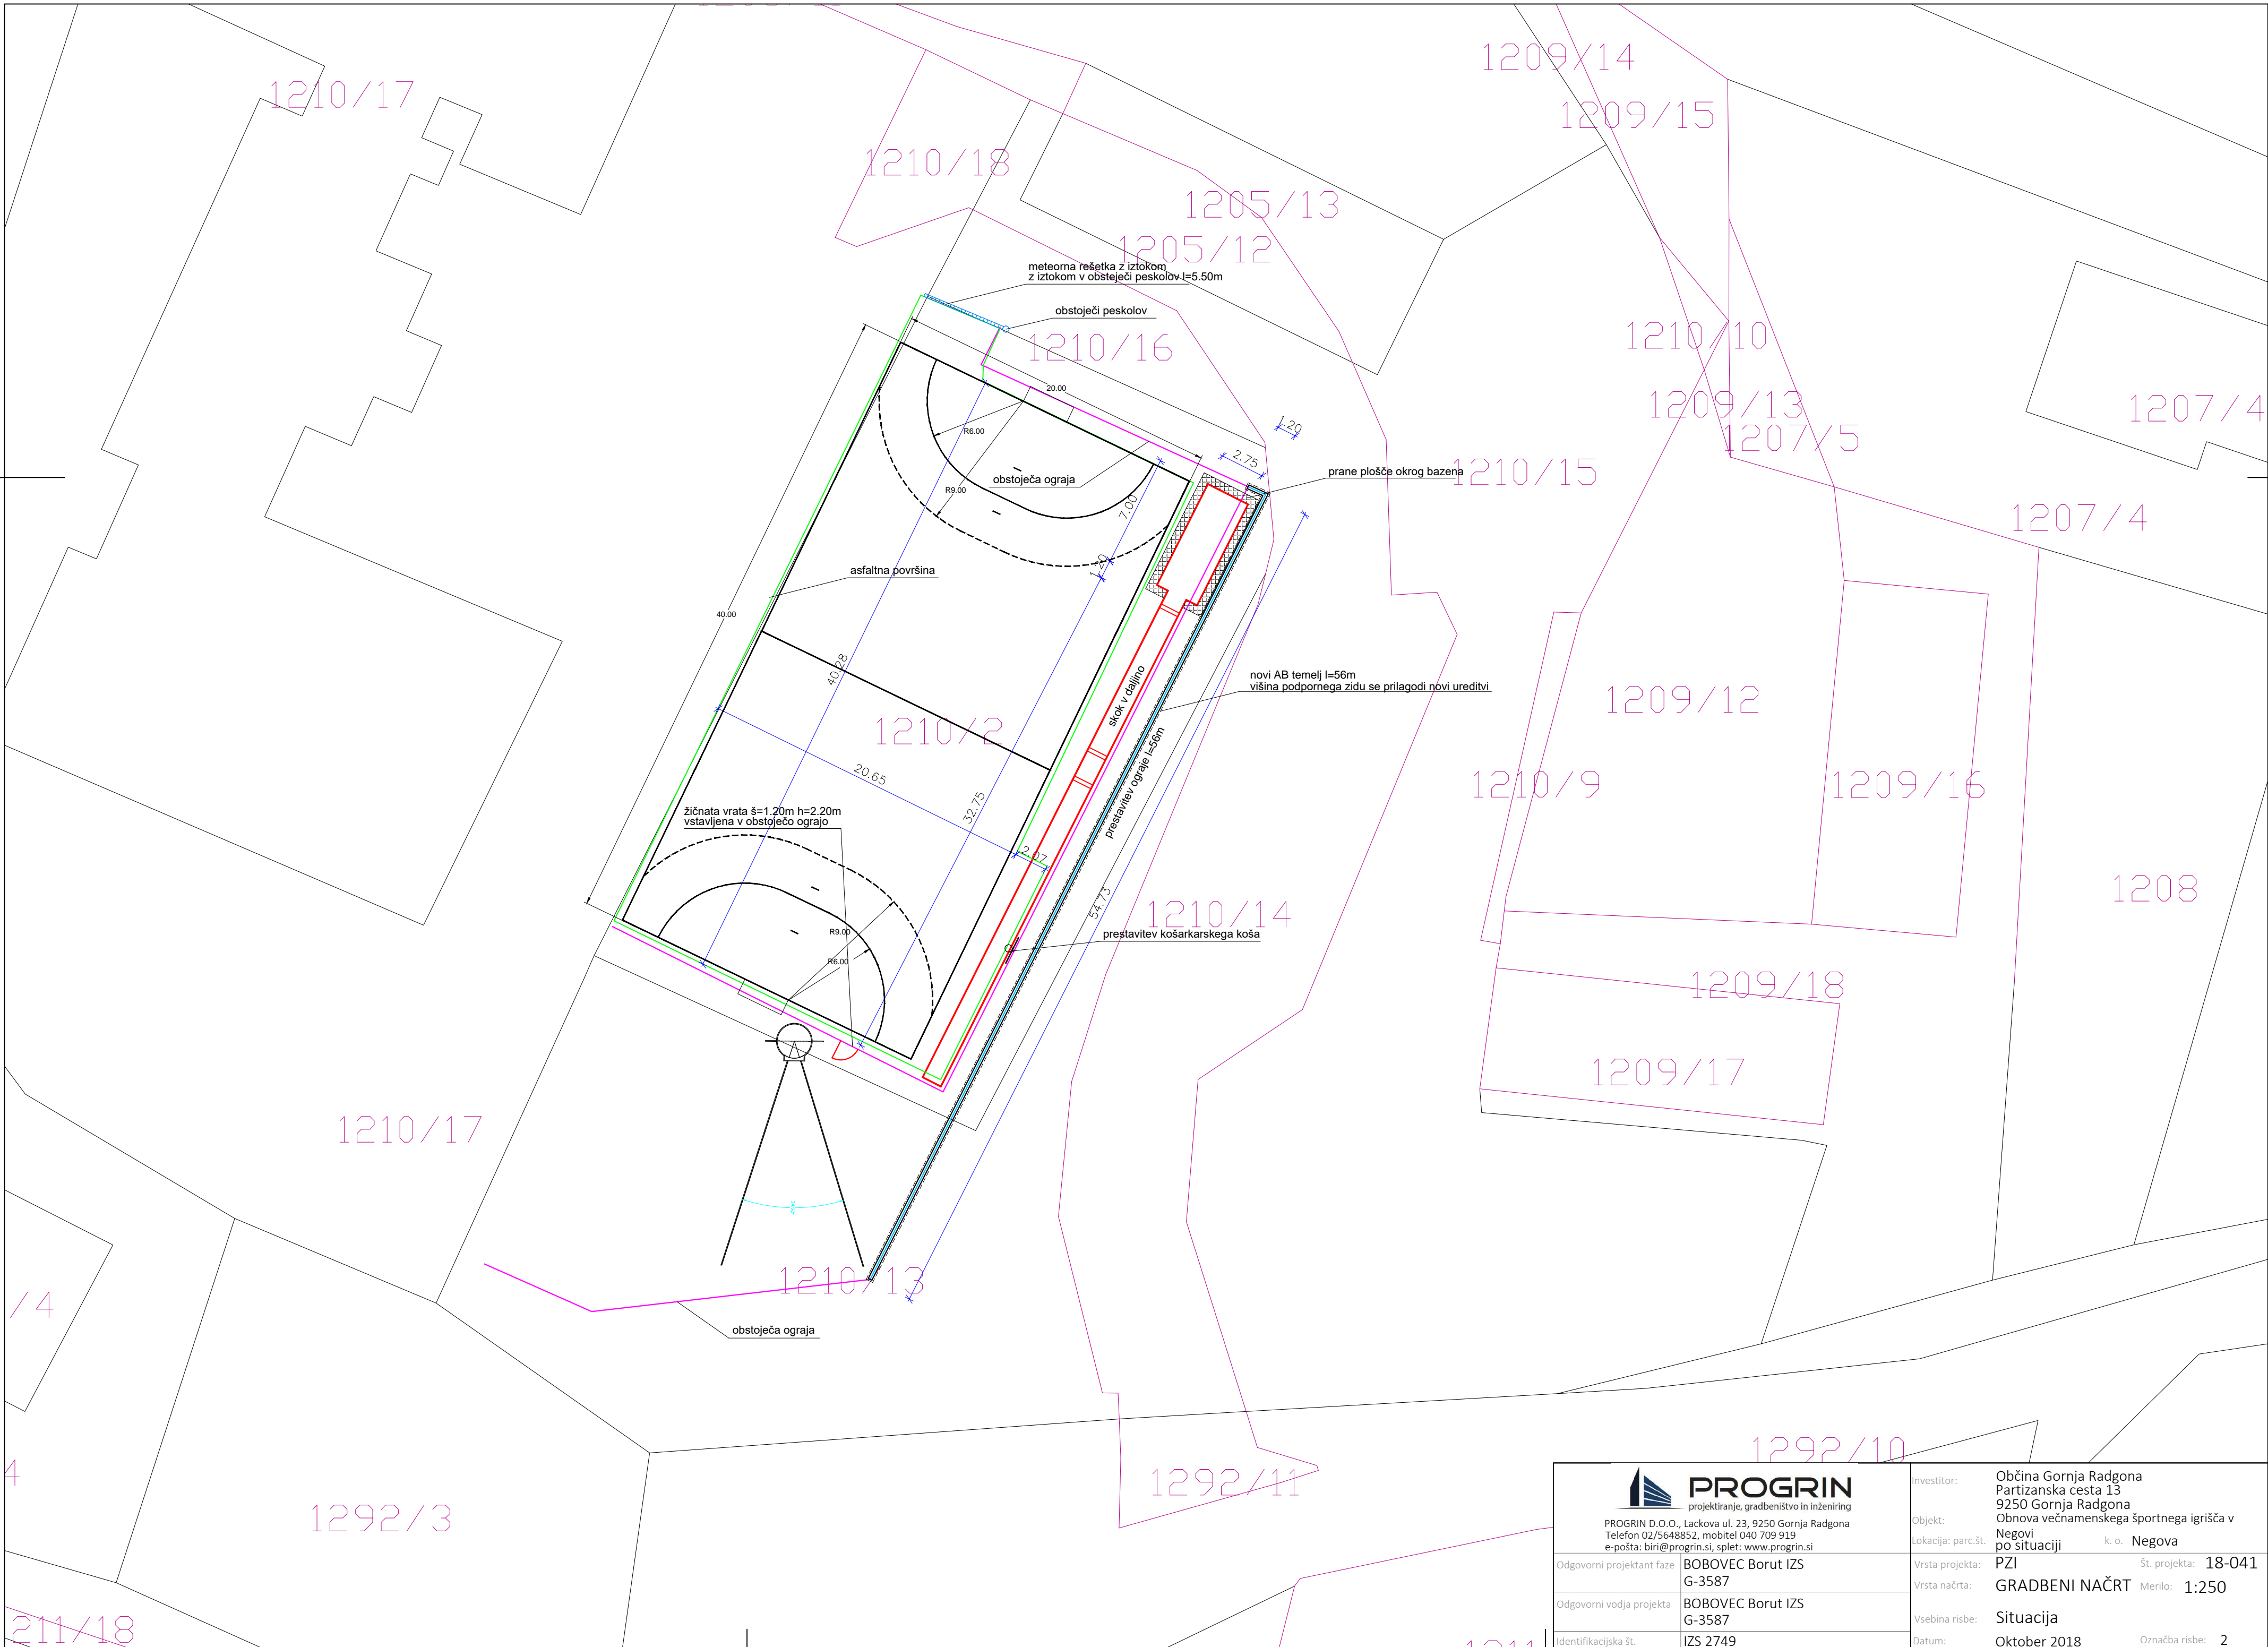 1210/17
1209/14
1209/15
1210/18
1205/13
1205/12
meteorna rešetka z iztokom
z iztokom v obsteječi peskolov l=5.50m
obstoječi peskolov
1210/16
1210/10
20.00
1209/13
1207/4
1207/5
1.20
R6.00
2.75
prane plošče okrog bazena
1210/15
obstoječa ograja
R9.00
7.00
1207/4
1.20
asfaltna površina
40.00
40.28
skok v daljino
novi AB temelj l=56m
višina podpornega zidu se prilagodi novi ureditvi
1209/12
1210/2
prestavitev ograje l=56m
20.65
1210/9
1209/16
32.75
žičnata vrata š=1.20m h=2.20m
vstavljena v obstoječo ograjo
2.07
1208
54.73
1210/14
R9.00
prestavitev košarkarskega koša
R6.00
1209/18
1209/17
1210/17
1210/13
/4
obstoječa ograja
1292/10
4
1292/11
1292/3
211/18
PROGRIN
projektiranje, gradbeništvo in inženiring
PROGRIN D.O.O., Lackova ul. 23, 9250 Gornja Radgona
Telefon 02/5648852, mobitel 040 709 919
e-pošta: biri@progrin.si, splet: www.progrin.si
Odgovorni projektant faze BOBOVEC Borut IZS
G-3587
Odgovorni vodja projekta BOBOVEC Borut IZS
G-3587
Identifikacijska št. IZS 2749
Investitor: Občina Gornja Radgona
Partizanska cesta 13
9250 Gornja Radgona
Objekt: Obnova večnamenskega športnega igrišča v
Negovi
Lokacija: parc.št. po situaciji k. o. Negova
Vrsta projekta: PZI Št. projekta: 18-041
Vrsta načrta: GRADBENI NAČRT Merilo: 1:250
Vsebina risbe: Situacija
Datum: Oktober 2018 Označba risbe: 2